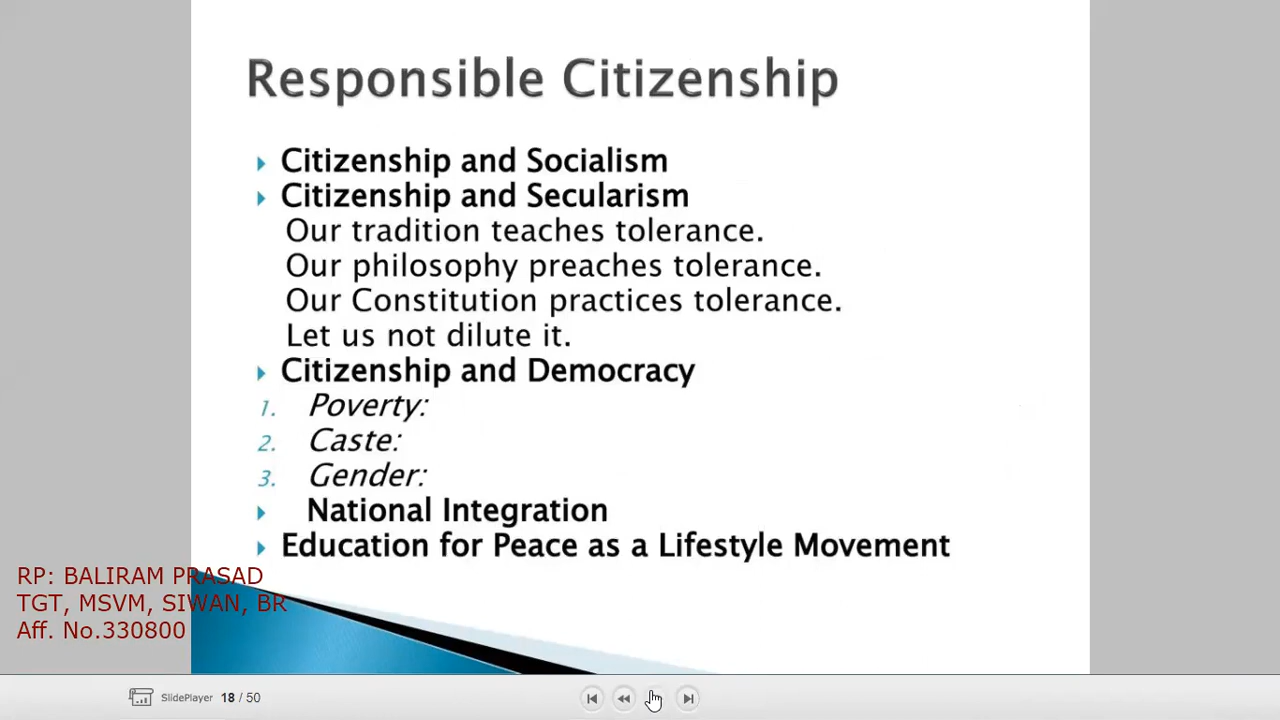 Responsible Citizenship
Citizenship and Socialism
Citizenship and Secularism
Our tradition teaches tolerance.
Our philosophy preaches tolerance.
Our Constitution practices tolerance.
Let us not dilute it.
Citizenship and Democracy
1. Poverty:
2. Caste:
3. Gender:
National Integration
Education for Peace as a Lifestyle Movement
RP: BALIRAM PRASAD
TGT, MSVM, SIWAN, BR
Aff. No.330800
SlidePlayer 18 / 50